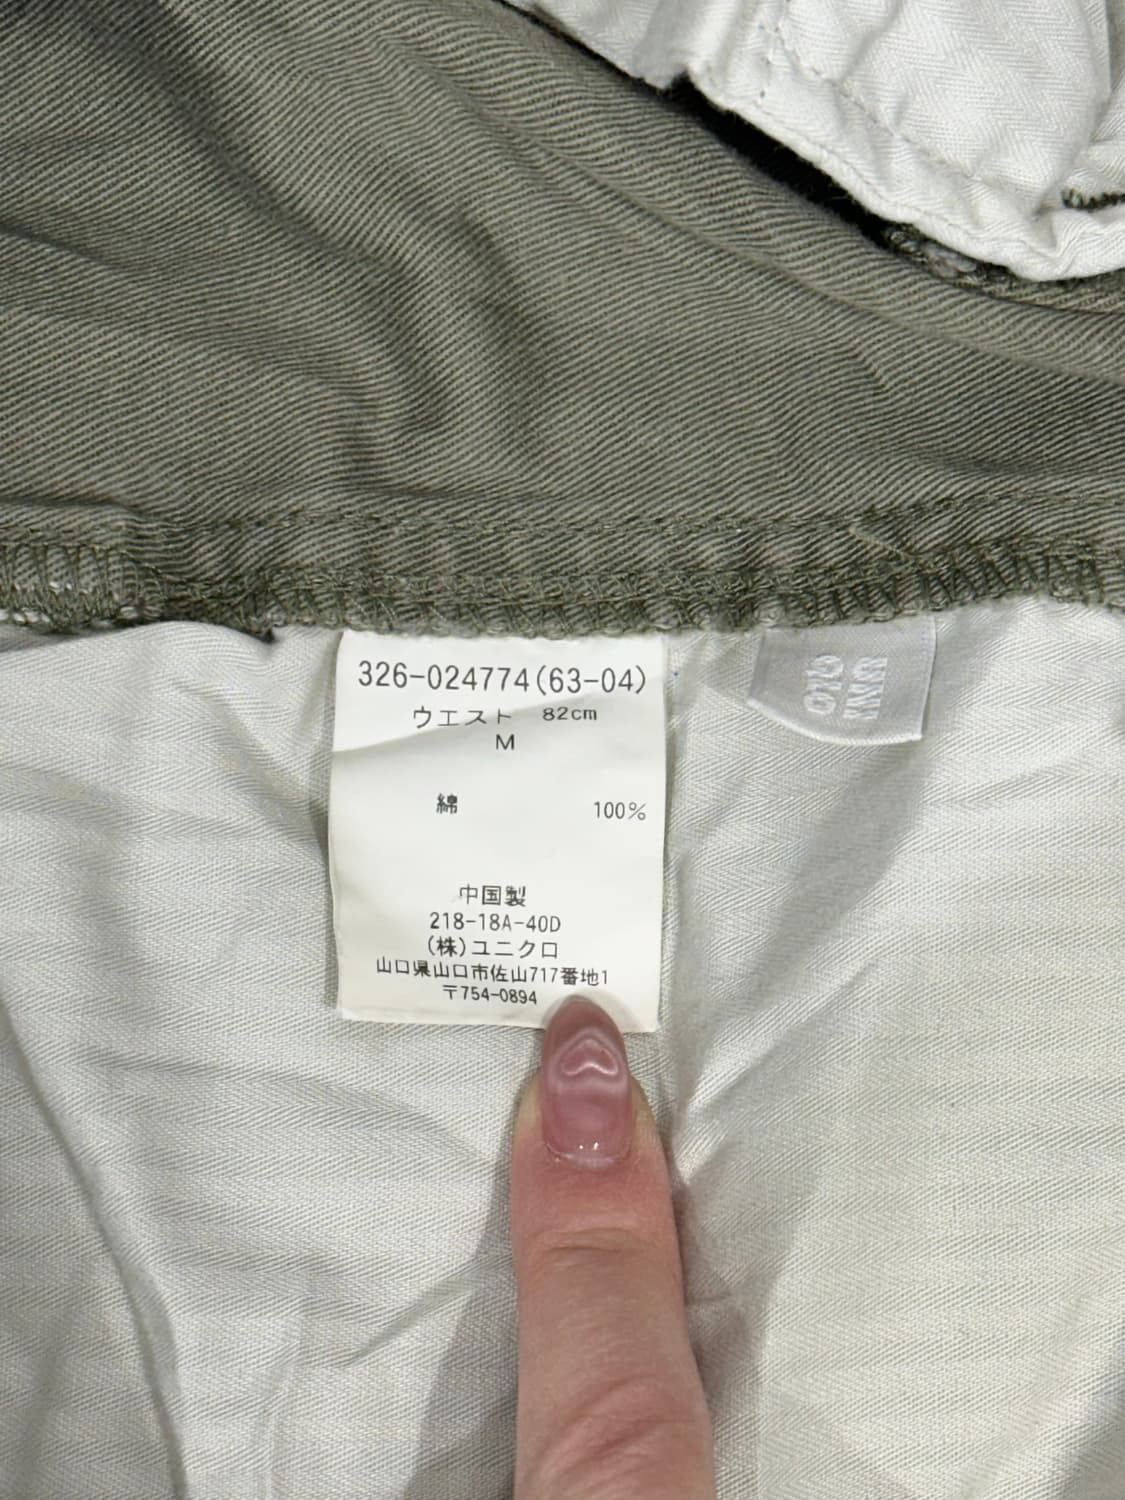 326-024774(63-04)
ウエスト 82cm
M
綿 100%
中国製
218-18A-40D
(株)ユニクロ
山口県山口市佐山717番地1
〒754-0894